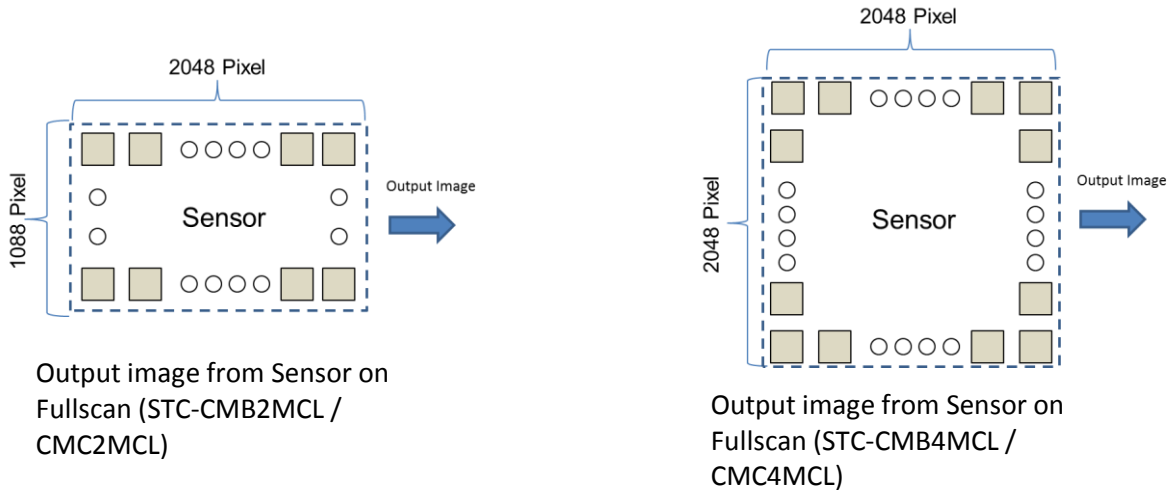 2048 Pixel
1088 Pixel
Sensor
Output Image
Output image from Sensor on
Fullscan (STC-CMB2MCL /
CMC2MCL)
2048 Pixel
2048 Pixel
Sensor
Output Image
Output image from Sensor on
Fullscan (STC-CMB4MCL /
CMC4MCL)